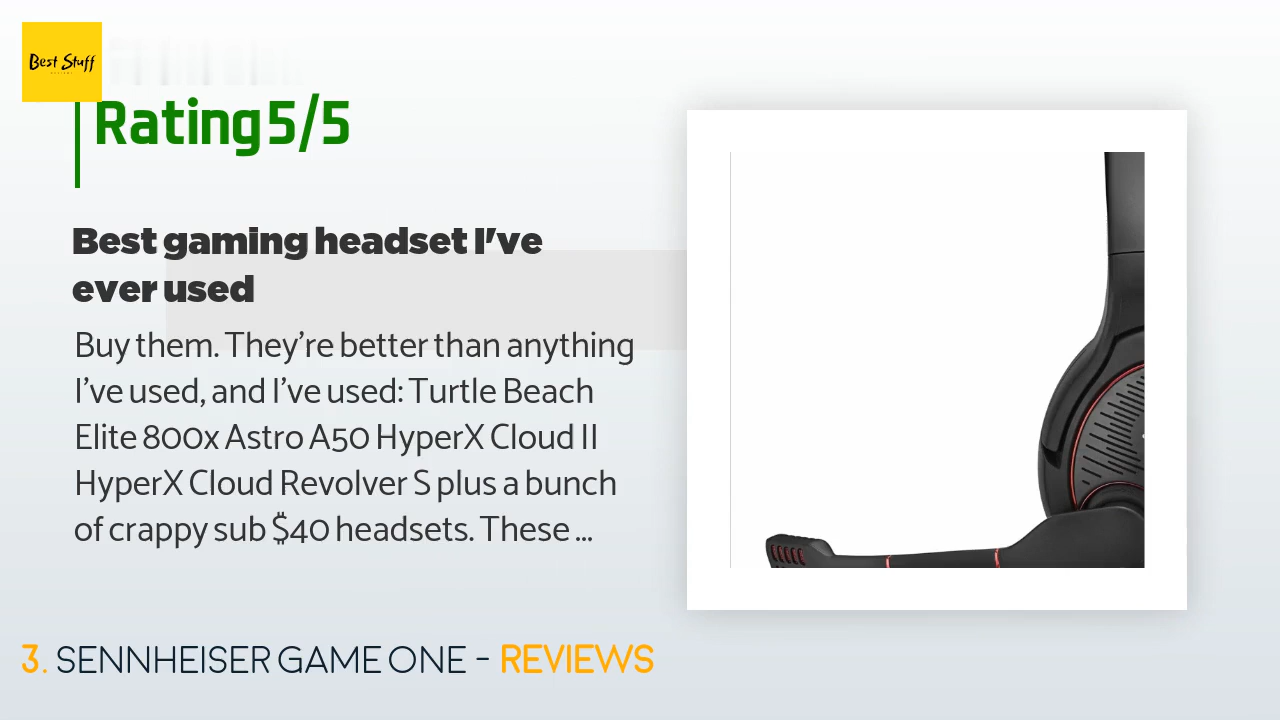 Best Stuff
Rating 5/5
Best gaming headset I've
ever used
Buy them. They're better than anything
I've used, and I've used: Turtle Beach
Elite 800x Astro A50 HyperX Cloud II
HyperX Cloud Revolver S plus a bunch
of crappy sub $40 headsets. These ...
3. SENNHEISER GAME ONE - REVIEWS